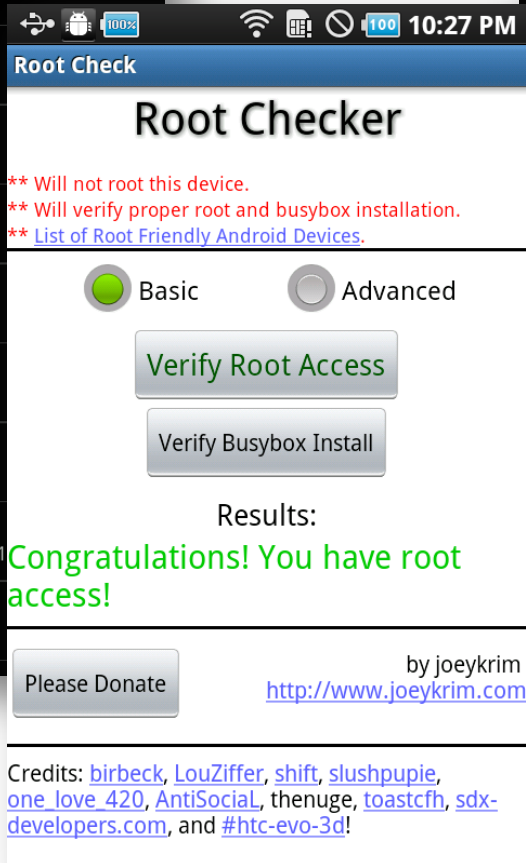 100% 100 10:27 PM
Root Check
Root Checker
** Will not root this device.
** Will verify proper root and busybox installation.
** List of Root Friendly Android Devices.
Basic Advanced
Verify Root Access
Verify Busybox Install
Results:
Congratulations! You have root
access!
Please Donate by joeykrim
http://www.joeykrim.com
Credits: birbeck, LouZiffer, shift, slushpupie,
one_love_420, AntiSociaL, thenuge, toastcfh, sdx-
developers.com, and #htc-evo-3d!